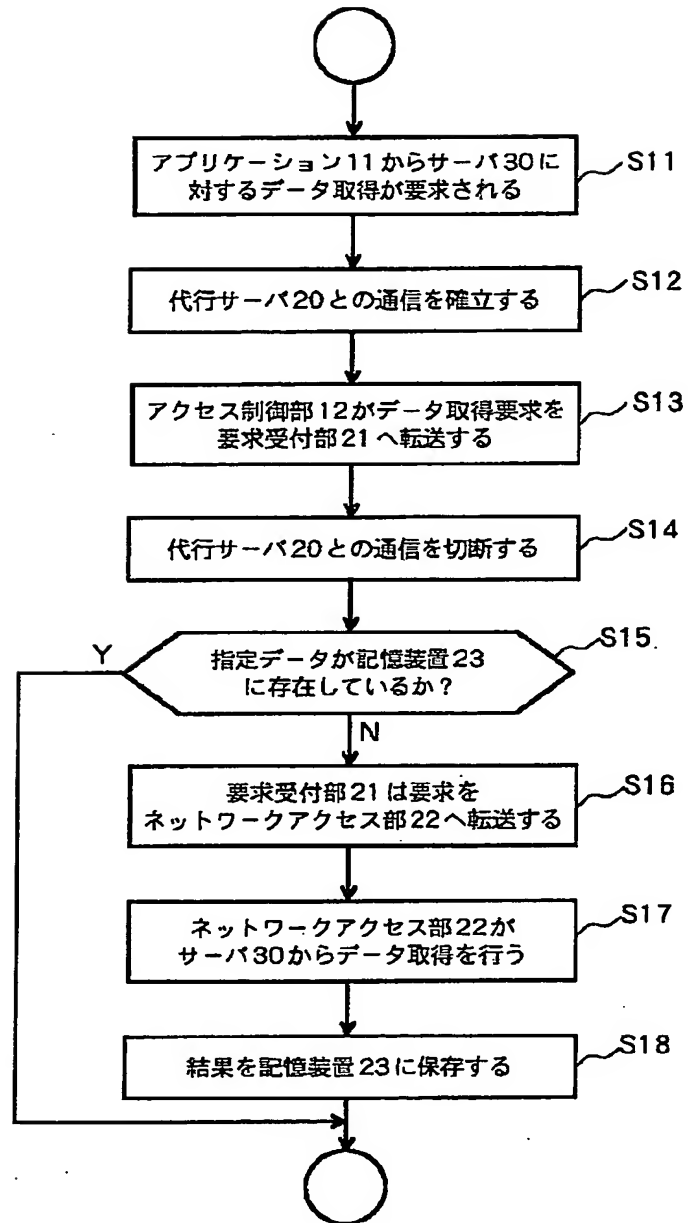 アプリケーション11からサーバ30に
対するデータ取得が要求される
S11
代行サーバ20との通信を確立する
S12
アクセス制御部12がデータ取得要求を
要求受付部21へ転送する
S13
代行サーバ20との通信を切断する
S14
指定データが記憶装置23
に存在しているか?
S15
Y
N
要求受付部21は要求を
ネットワークアクセス部22へ転送する
S16
ネットワークアクセス部22が
サーバ30からデータ取得を行う
S17
結果を記憶装置23に保存する
S18